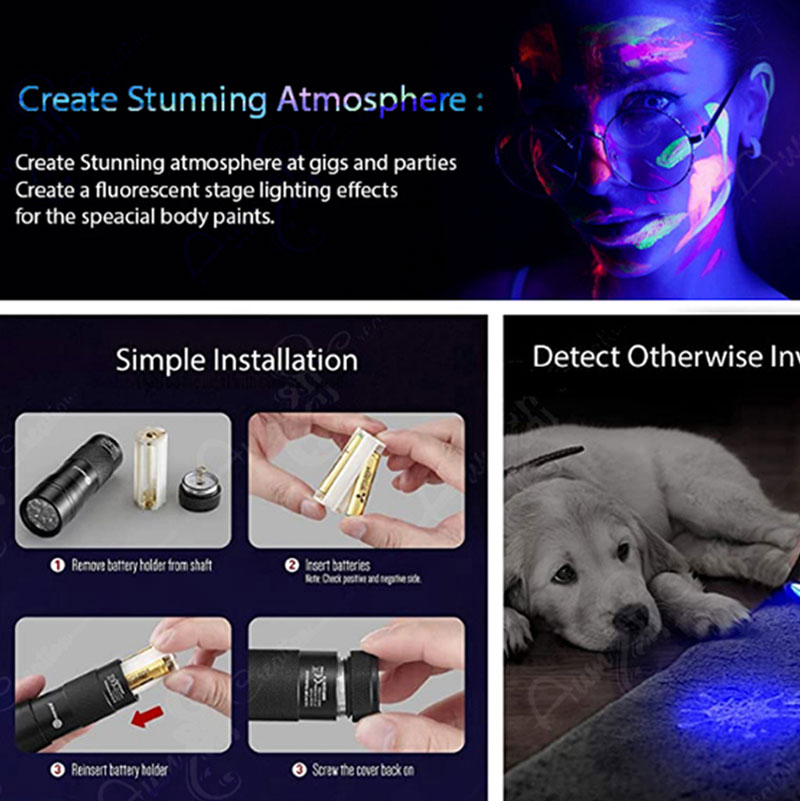 Create Stunning Atmosphere :
Create Stunning atmosphere at gigs and parties
Create a fluorescent stage lighting effects
for the speacial body paints.
Simple Installation
1 Remove battery holder from shaft
2 Insert batteries
Note: Check positive and negative side.
3 Reinsert battery holder
3 Screw the cover back on
Detect Otherwise Inv